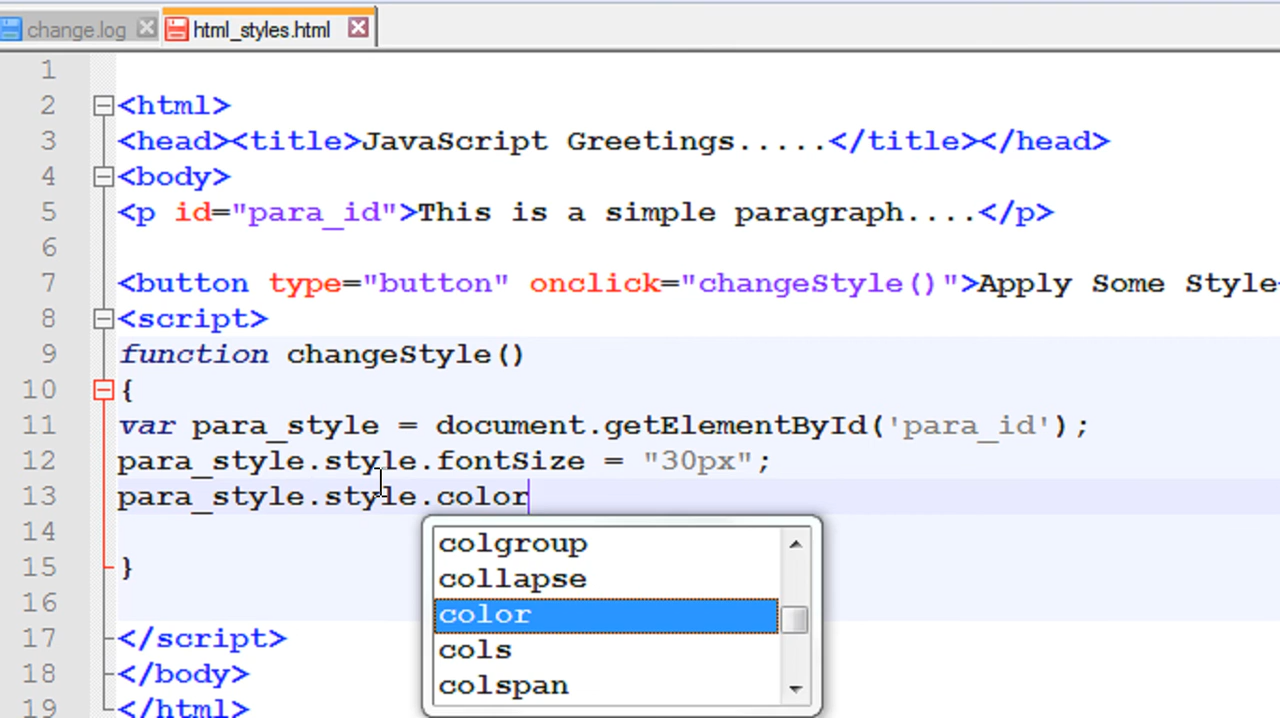 change.log html_styles.html
1
2 <html>
3 <head><title>JavaScript Greetings.....</title></head>
4 <body>
5 <p id="para_id">This is a simple paragraph....</p>
6
7 <button type="button" onclick="changeStyle()">Apply Some Style
8 <script>
9 function changeStyle()
10 {
11 var para_style = document.getElementById('para_id');
12 para_style.style.fontSize = "30px";
13 para_style.style.color
14
colgroup
15 }
collapse
16
color
17 </script>
cols
18 </body>
colspan
19 </html>